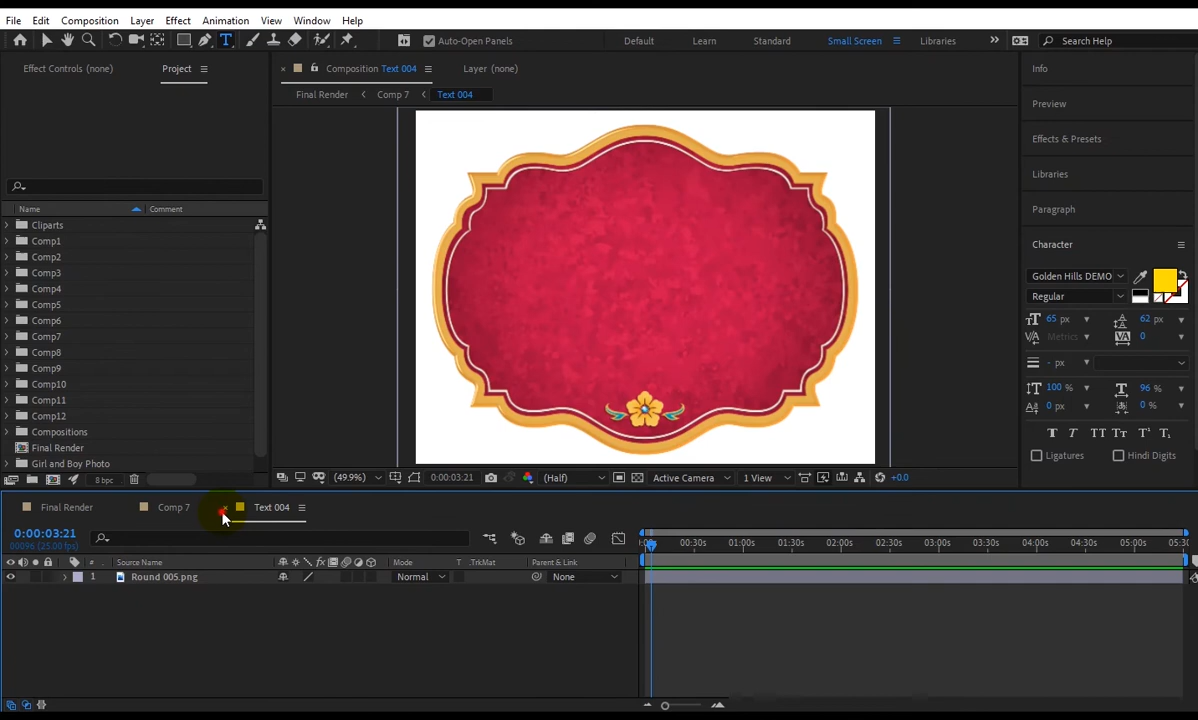 File Edit Composition Layer Effect Animation View Window Help
Auto-Open Panels Default Learn Standard Small Screen Libraries Search Help
Effect Controls (none) Project
Composition Text 004 Layer (none)
Final Render Comp 7 Text 004
Name Comment
Cliparts
Comp1
Comp2
Comp3
Comp4
Comp5
Comp6
Comp7
Comp8
Comp9
Comp10
Comp11
Comp12
Compositions
Final Render
Girl and Boy Photo
8 bpc
(49.9%) 0:00:03:21 (Half) Active Camera 1 View +0.0
Info
Preview
Effects & Presets
Libraries
Paragraph
Character
Golden Hills DEMO
Regular
65 px 62 px
Metrics 0
- px
100 % 96 %
0 px 0 %
Ligatures Hindi Digits
Final Render Comp 7 Text 004
0:00:03:21
00096 (25.00 fps)
# Source Name Mode T .TrkMat Parent & Link
1 Round 005.png Normal None
00:30s 01:00s 01:30s 02:00s 02:30s 03:00s 03:30s 04:00s 04:30s 05:00s